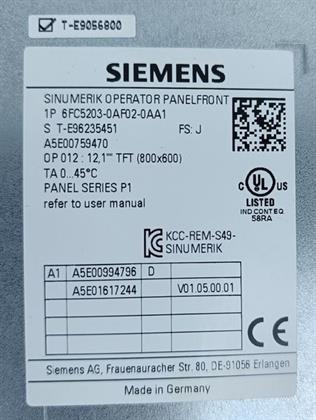 T-E9056800
SIEMENS
SINUMERIK OPERATOR PANELFRONT
1P 6FC5203-0AF02-0AA1
S T-E96235451 FS: J
A5E00759470
OP 012 : 12,1"" TFT (800x600)
TA 0...45°C
PANEL SERIES P1
refer to user manual
C UL US
LISTED
IND CONT EQ
58RA
KCC-REM-S49-
SINUMERIK
A1 A5E00994796 D
A5E01617244 V01.05.00.01
CE
Siemens AG, Frauenauracher Str. 80, DE-91056 Erlangen
Made in Germany